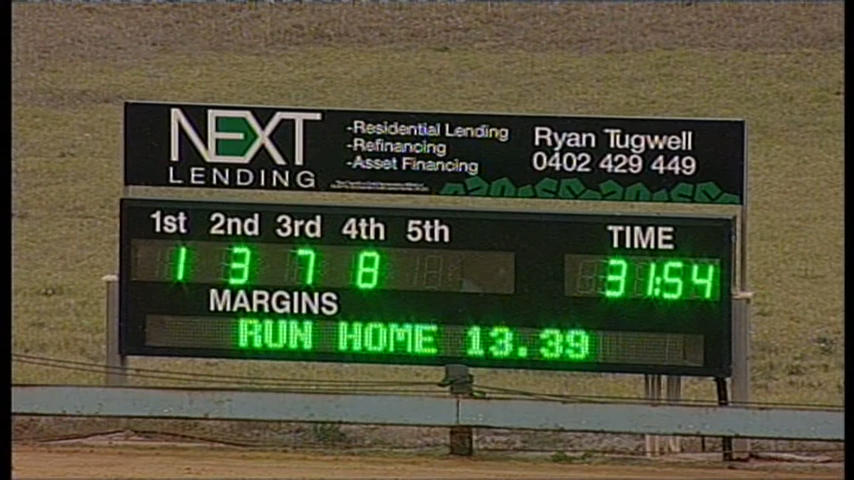 NEXT
LENDING
-Residential Lending
-Refinancing
-Asset Financing
Ryan Tugwell
0402 429 449
1st 2nd 3rd 4th 5th
1 3 7 8
TIME
31:54
MARGINS
RUN HOME 13.39